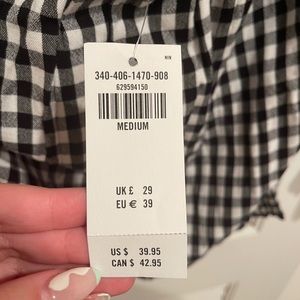 340-406-1470-908
629594150
MEDIUM
UK £ 29
EU € 39
US $ 39.95
CAN $ 42.95